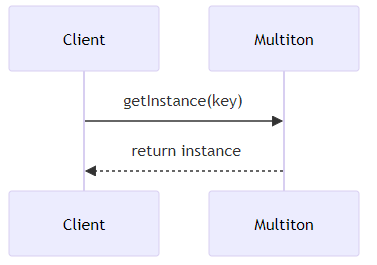 Client
Multiton
getInstance(key)
return instance
Client
Multiton